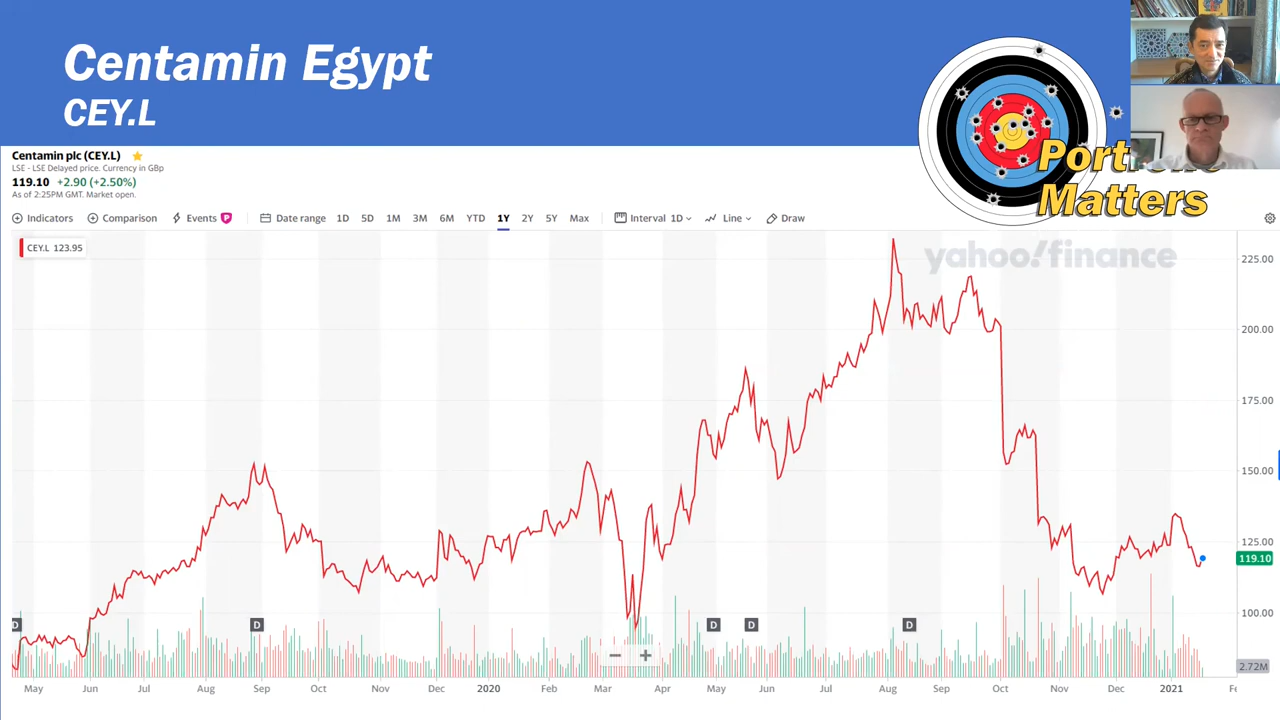 Centamin Egypt
CEY.L
Portfolio
Matters
Centamin plc (CEY.L)
LSE - LSE Delayed price. Currency in GBp
119.10 +2.90 (+2.50%)
As of 2:25PM GMT. Market open.
Indicators Comparison Events P Date range 1D 5D 1M 3M 6M YTD 1Y 2Y 5Y Max Interval 1D Line Draw
CEY.L 123.95
yahoo!finance
225.00
200.00
175.00
150.00
125.00
119.10
100.00
D D D D D
2.72M
May Jun Jul Aug Sep Oct Nov Dec 2020 Feb Mar Apr May Jun Jul Aug Sep Oct Nov Dec 2021